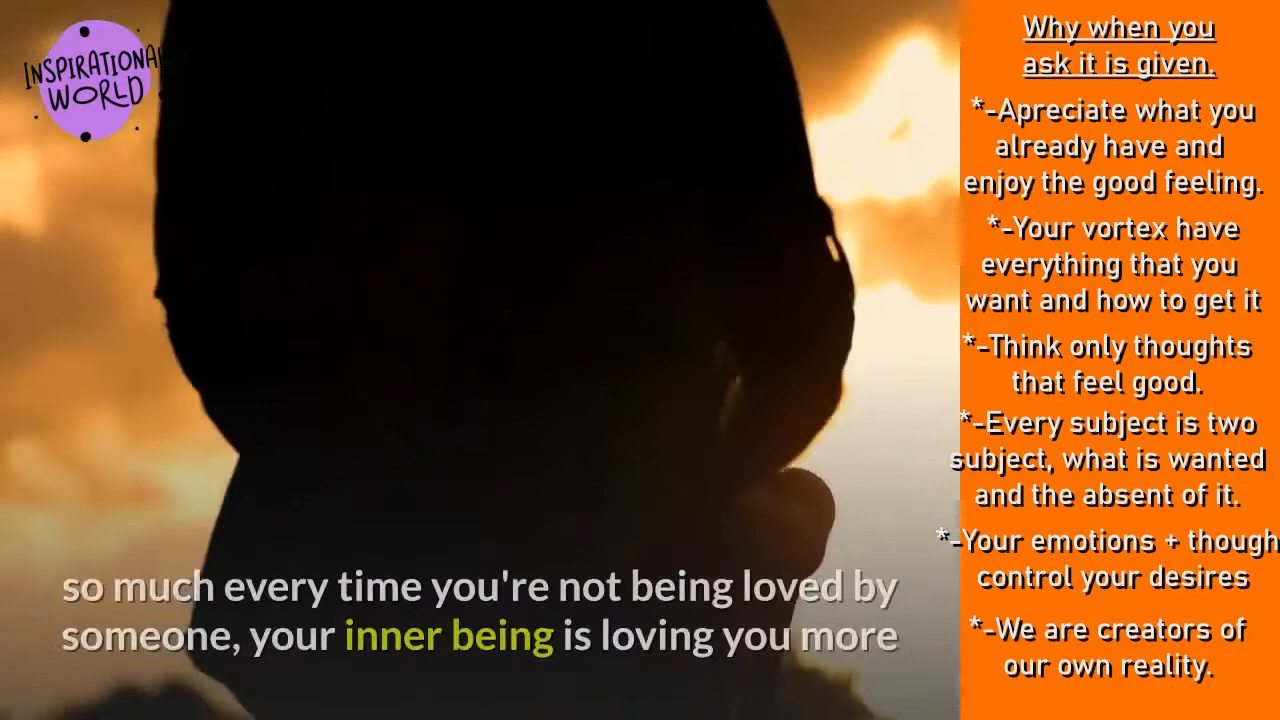 INSPIRATIONAL
WORLD
so much every time you're not being loved by
someone, your inner being is loving you more
Why when you
ask it is given.
*-Apreciate what you
already have and
enjoy the good feeling.
*-Your vortex have
everything that you
want and how to get it
*-Think only thoughts
that feel good.
*-Every subject is two
subject, what is wanted
and the absent of it.
*-Your emotions + though
control your desires
*-We are creators of
our own reality.